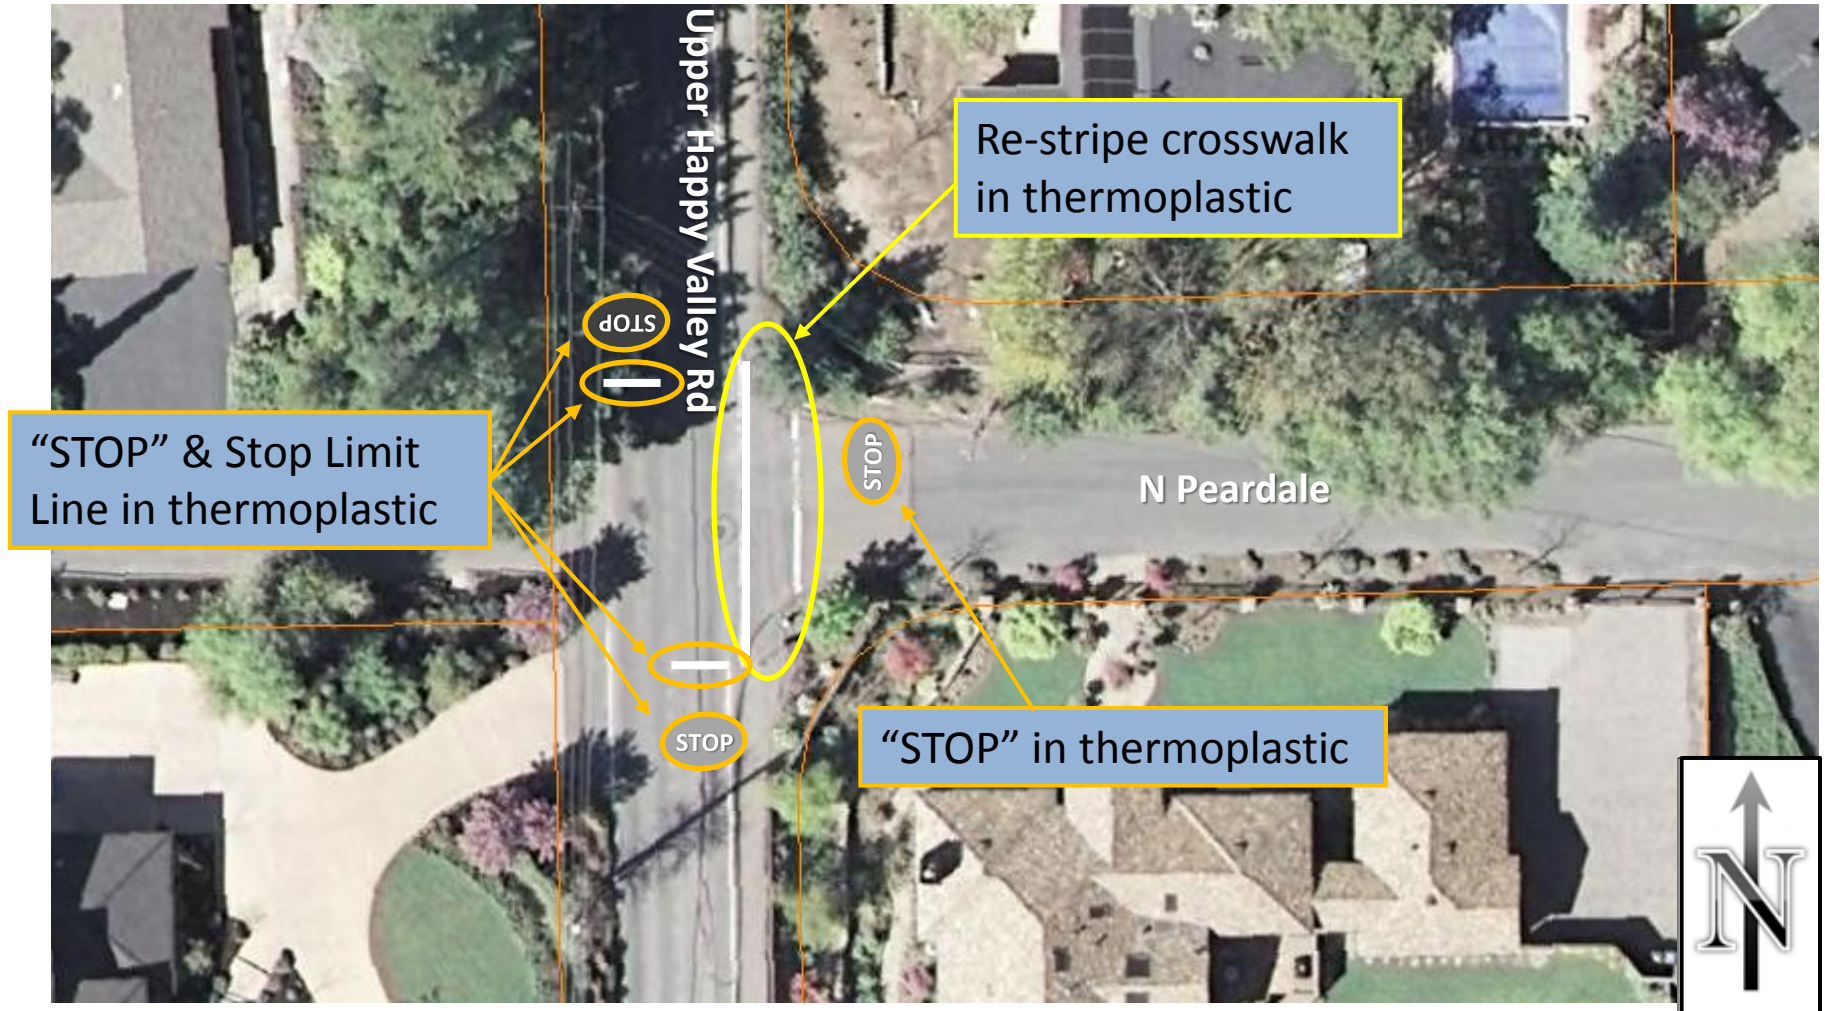 Upper Happy Valley Rd
Re-stripe crosswalk
in thermoplastic
STOP
“STOP” & Stop Limit
Line in thermoplastic
STOP
N Peardale
STOP
“STOP” in thermoplastic
N